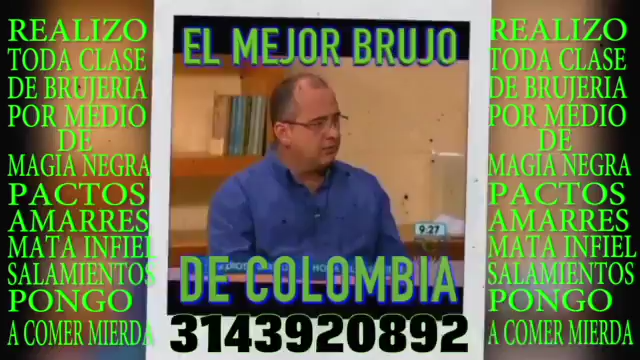 REALIZO
TODA CLASE
DE BRUJERIA
POR MEDIO
DE
MAGIA NEGRA
PACTOS
AMARRES
MATA INFIEL
SALAMIENTOS
PONGO
A COMER MIERDA
EL MEJOR BRUJO
9:27
DE COLOMBIA
3143920892
REALIZO
TODA CLASE
DE BRUJERIA
POR MEDIO
DE
MAGIA NEGRA
PACTOS
AMARRES
MATA INFIEL
SALAMIENTOS
PONGO
A COMER MIERDA